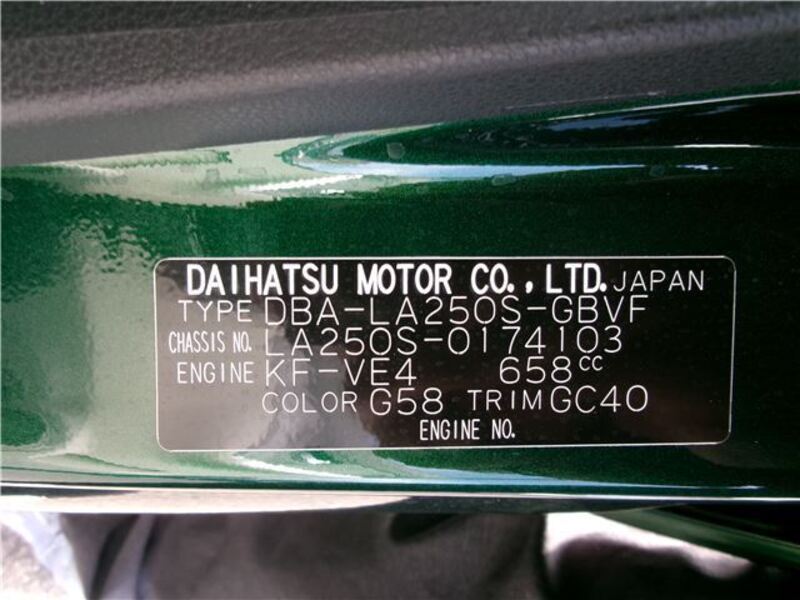 DAIHATSU MOTOR CO., LTD. JAPAN
TYPE DBA-LA250S-GBVF
CHASSIS NO. LA250S-0174103
ENGINE KF-VE4 658cc
COLOR G58 TRIM GC40
ENGINE NO.